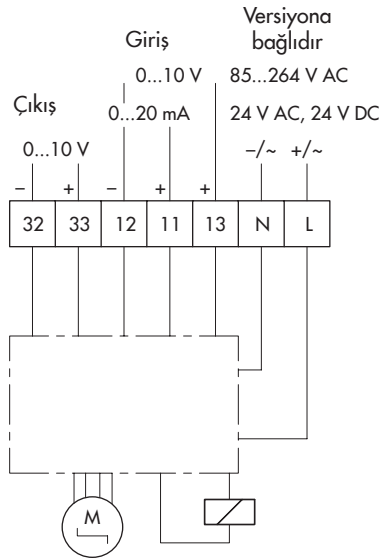 Versiyona
bağlıdır
Giriş
0...10 V
85...264 V AC
Çıkış
0...20 mA
24 V AC, 24 V DC
0...10 V
–/~ +/~
– + – + +
32 33 12 11 13 N L
M